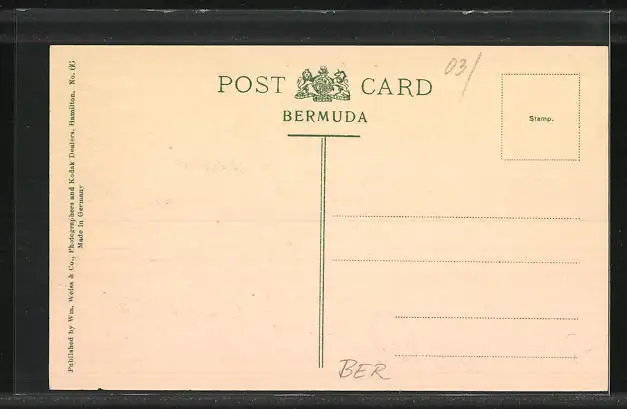 POST CARD
BERMUDA
03/
Stamp.
Published by Wm. Weiss & Co., Photographers and Kodak Dealers, Hamilton. No.
Made in Germany
BER